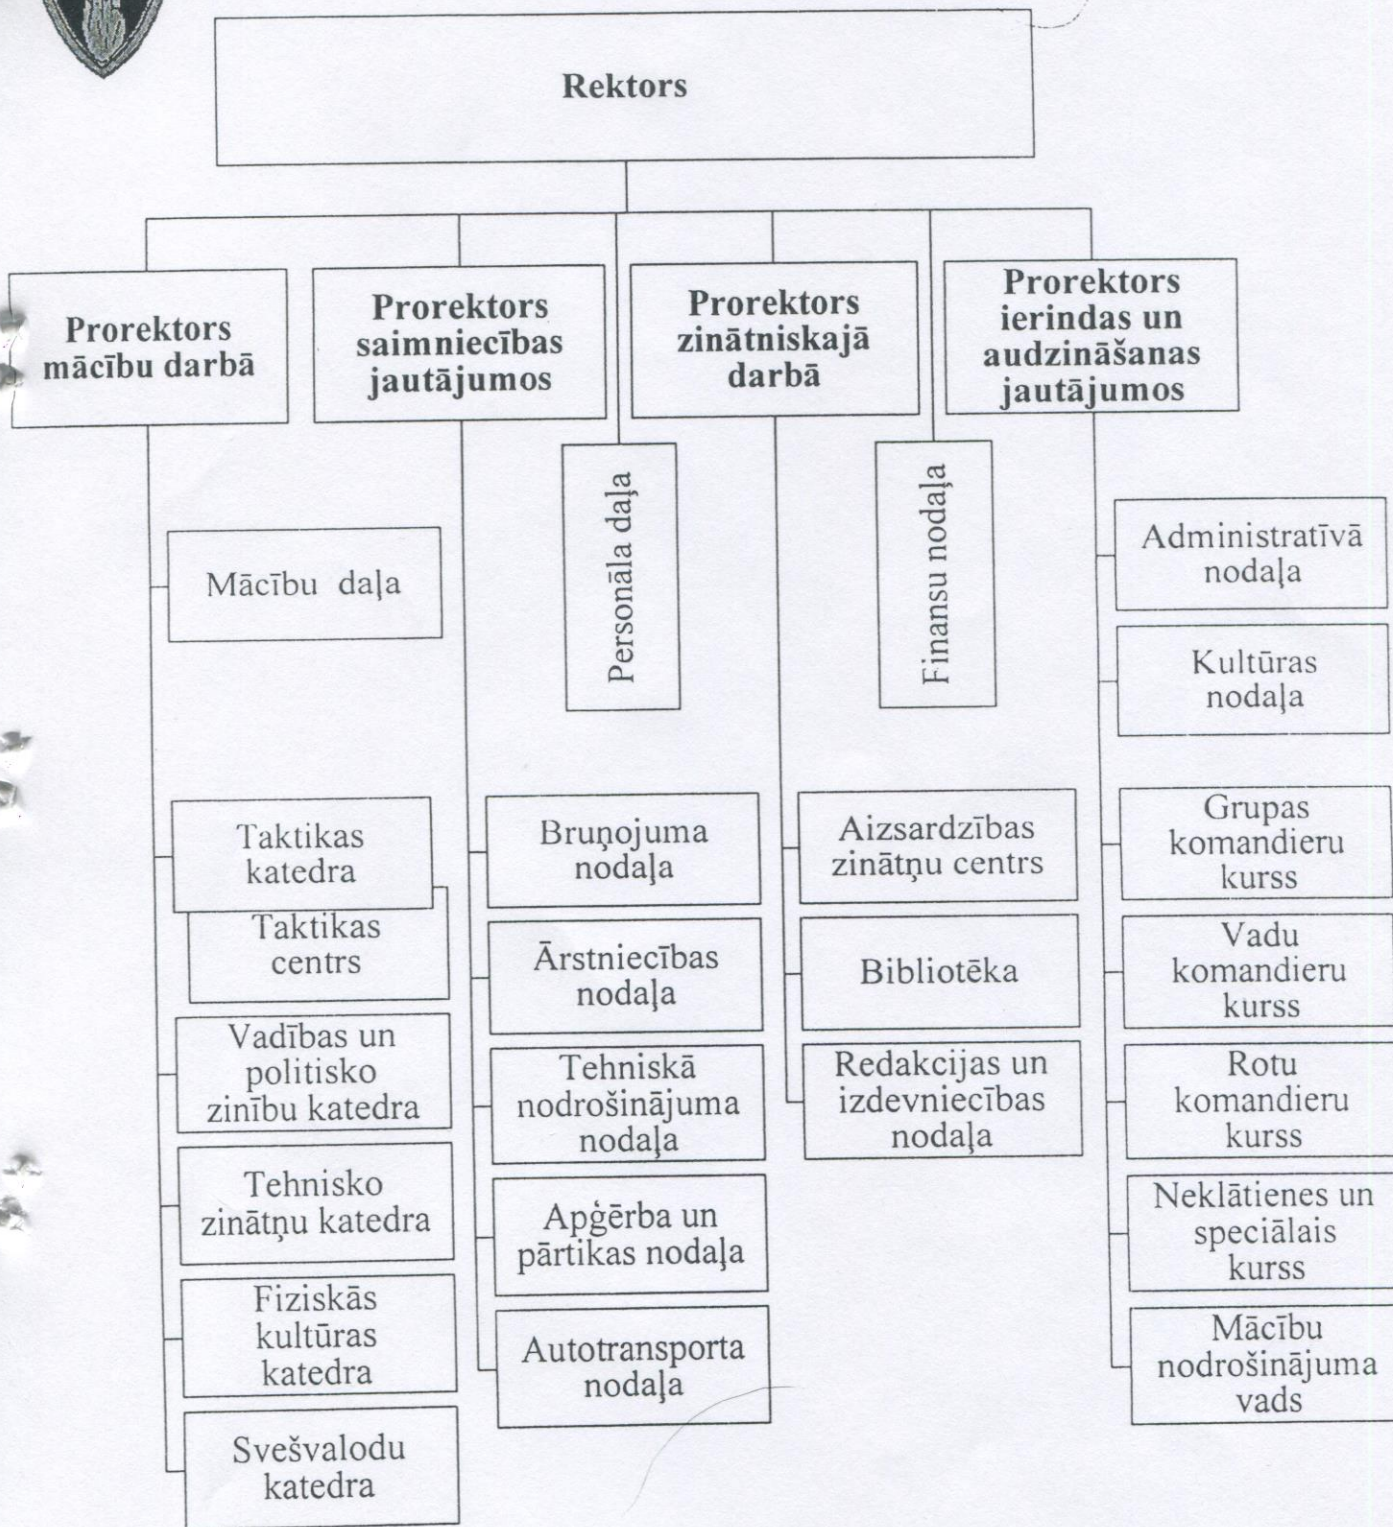 Rektors
Prorektors
mācību darbā
Prorektors
saimniecības
jautājumos
Prorektors
zinātniskajā
darbā
Prorektors
ierindas un
audzināšanas
jautājumos
Personāla daļa
Finansu nodaļa
Mācību daļa
Taktikas
katedra
Taktikas
centrs
Vadības un
politisko
zinību katedra
Tehnisko
zinātņu katedra
Fiziskās
kultūras
katedra
Svešvalodu
katedra
Bruņojuma
nodaļa
Ārstniecības
nodaļa
Tehniskā
nodrošinājuma
nodaļa
Apģērba un
pārtikas nodaļa
Autotransporta
nodaļa
Aizsardzības
zinātņu centrs
Bibliotēka
Redakcijas un
izdevniecības
nodaļa
Administratīvā
nodaļa
Kultūras
nodaļa
Grupas
komandieru
kurss
Vadu
komandieru
kurss
Rotu
komandieru
kurss
Neklātienes un
speciālais
kurss
Mācību
nodrošinājuma
vads